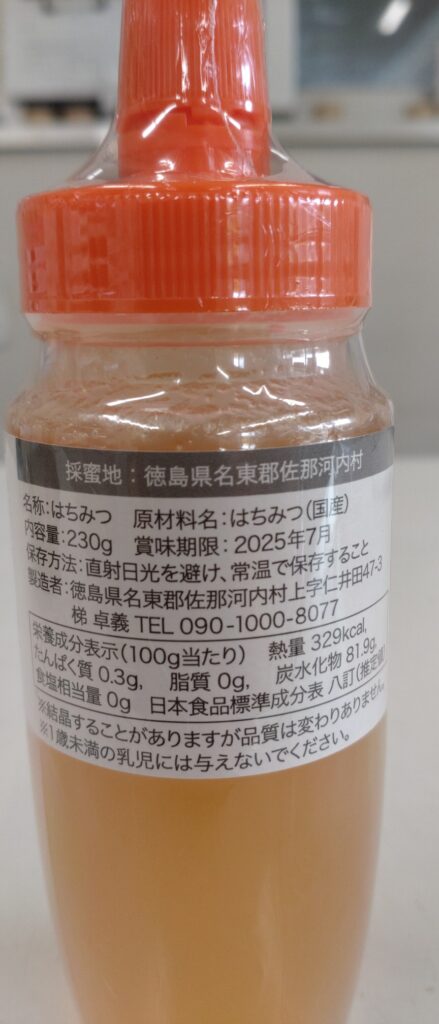 採蜜地：徳島県名東郡佐那河内村
名称：はちみつ　原材料名：はちみつ(国産)
内容量：230g　賞味期限：2025年7月
保存方法：直射日光を避け、常温で保存すること
製造者：徳島県名東郡佐那河内村上字仁井田47-3
梯 卓義 TEL 090-1000-8077
栄養成分表示(100g当たり)　熱量 329kcal,
たんぱく質 0.3g,　脂質 0g,　炭水化物 81.9g,
食塩相当量 0g　日本食品標準成分表 八訂(推定値)
※結晶することがありますが品質は変わりありません。
※1歳未満の乳児には与えないでください。